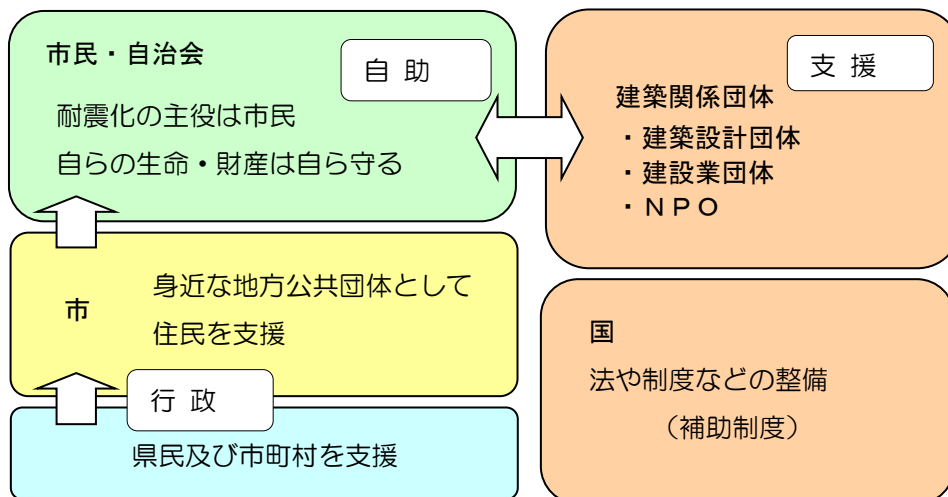 市民・自治会
自 助
耐震化の主役は市民
自らの生命・財産は自ら守る
支 援
建築関係団体
・建築設計団体
・建設業団体
・ＮＰＯ
市
身近な地方公共団体として
住民を支援
行 政
県民及び市町村を支援
国
法や制度などの整備
（補助制度）